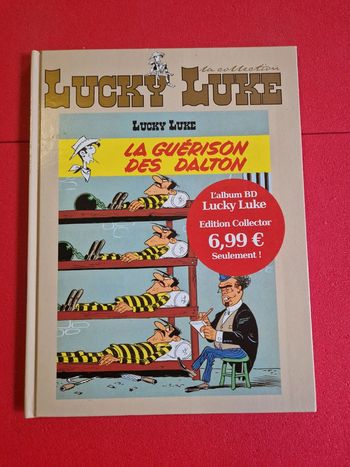 la collection
LUCKY LUKE
LUCKY LUKE
LA GUÉRISON
DES DALTON
L'album BD
Lucky Luke
Edition Collector
6,99 €
Seulement !